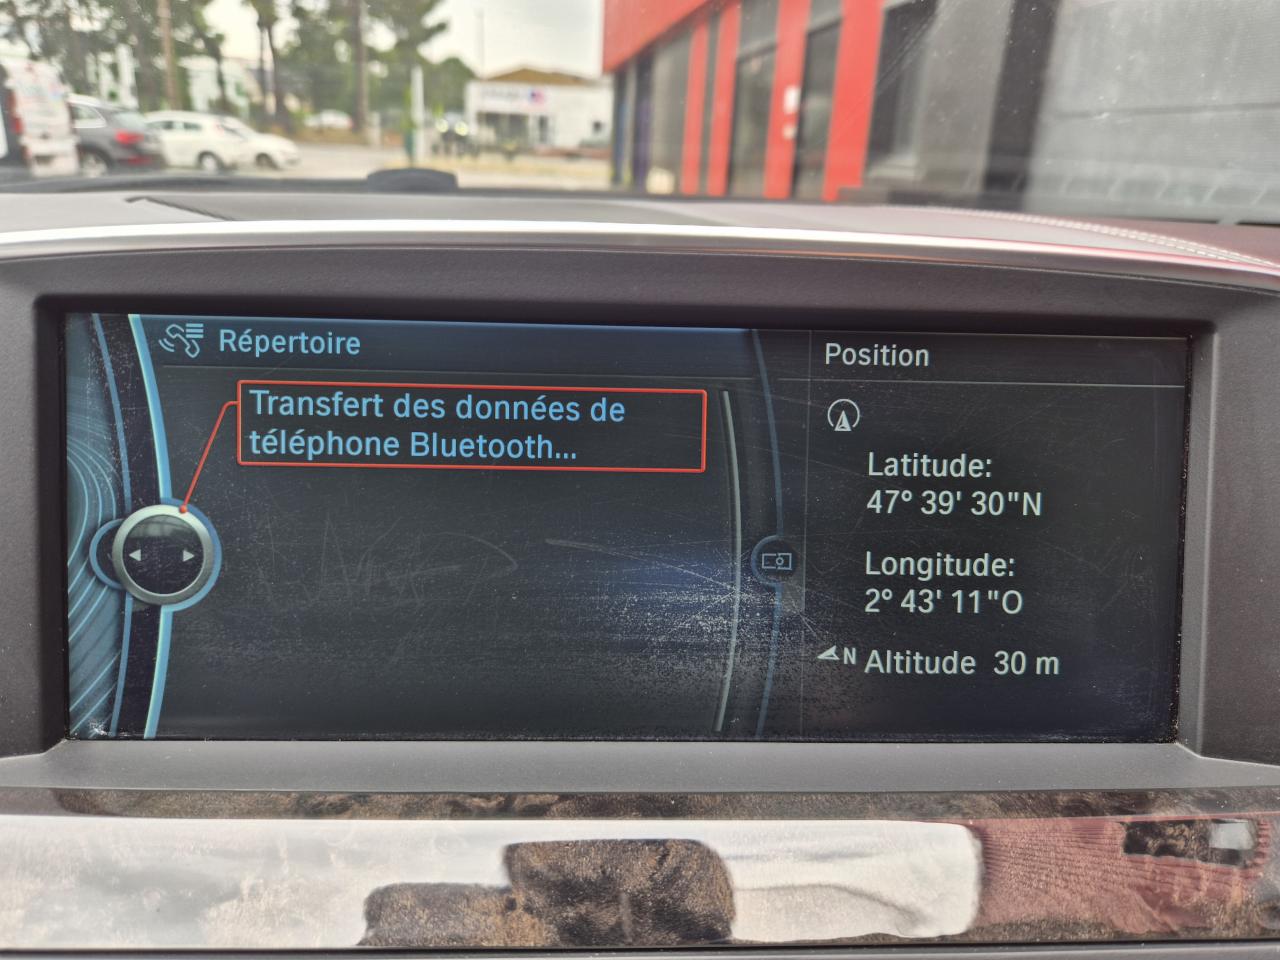 Répertoire
Transfert des données de
téléphone Bluetooth...
Position
Latitude:
47° 39' 30"N
Longitude:
2° 43' 11"O
N
Altitude 30 m